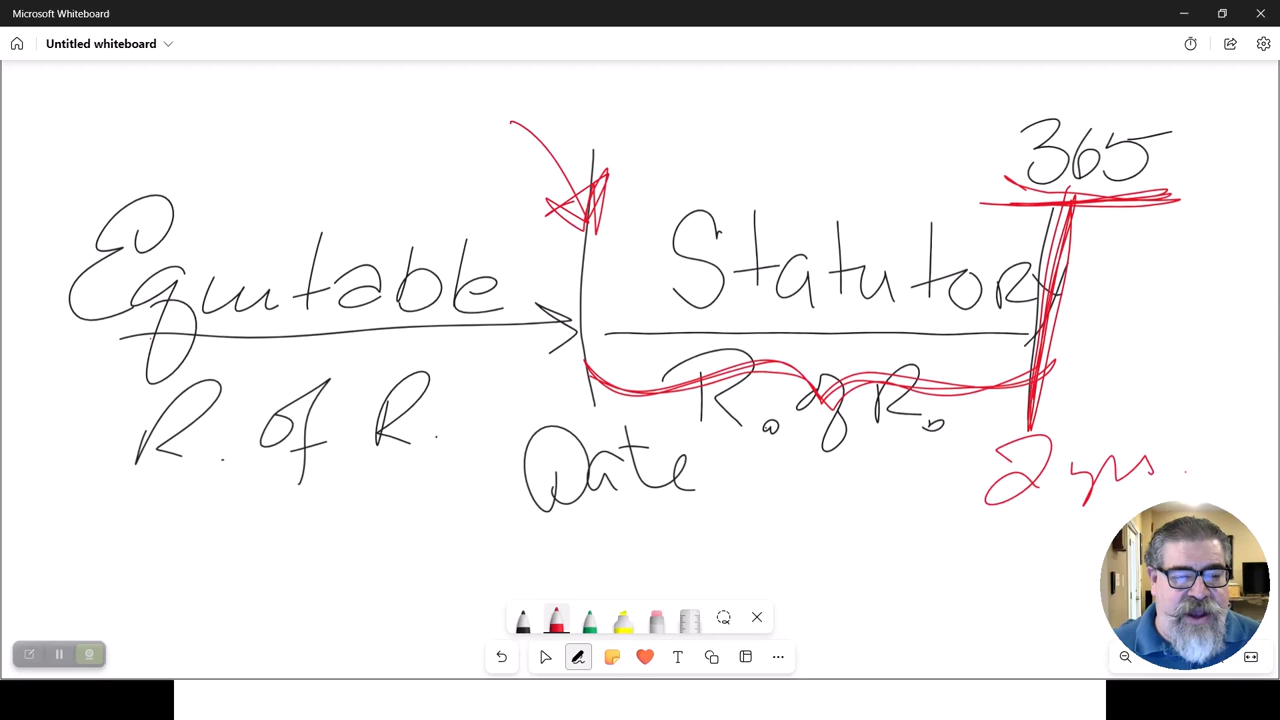 Microsoft Whiteboard
Untitled whiteboard
365
Equitable
Statutory
R. of R.
R. of R.
Date
2 yrs.